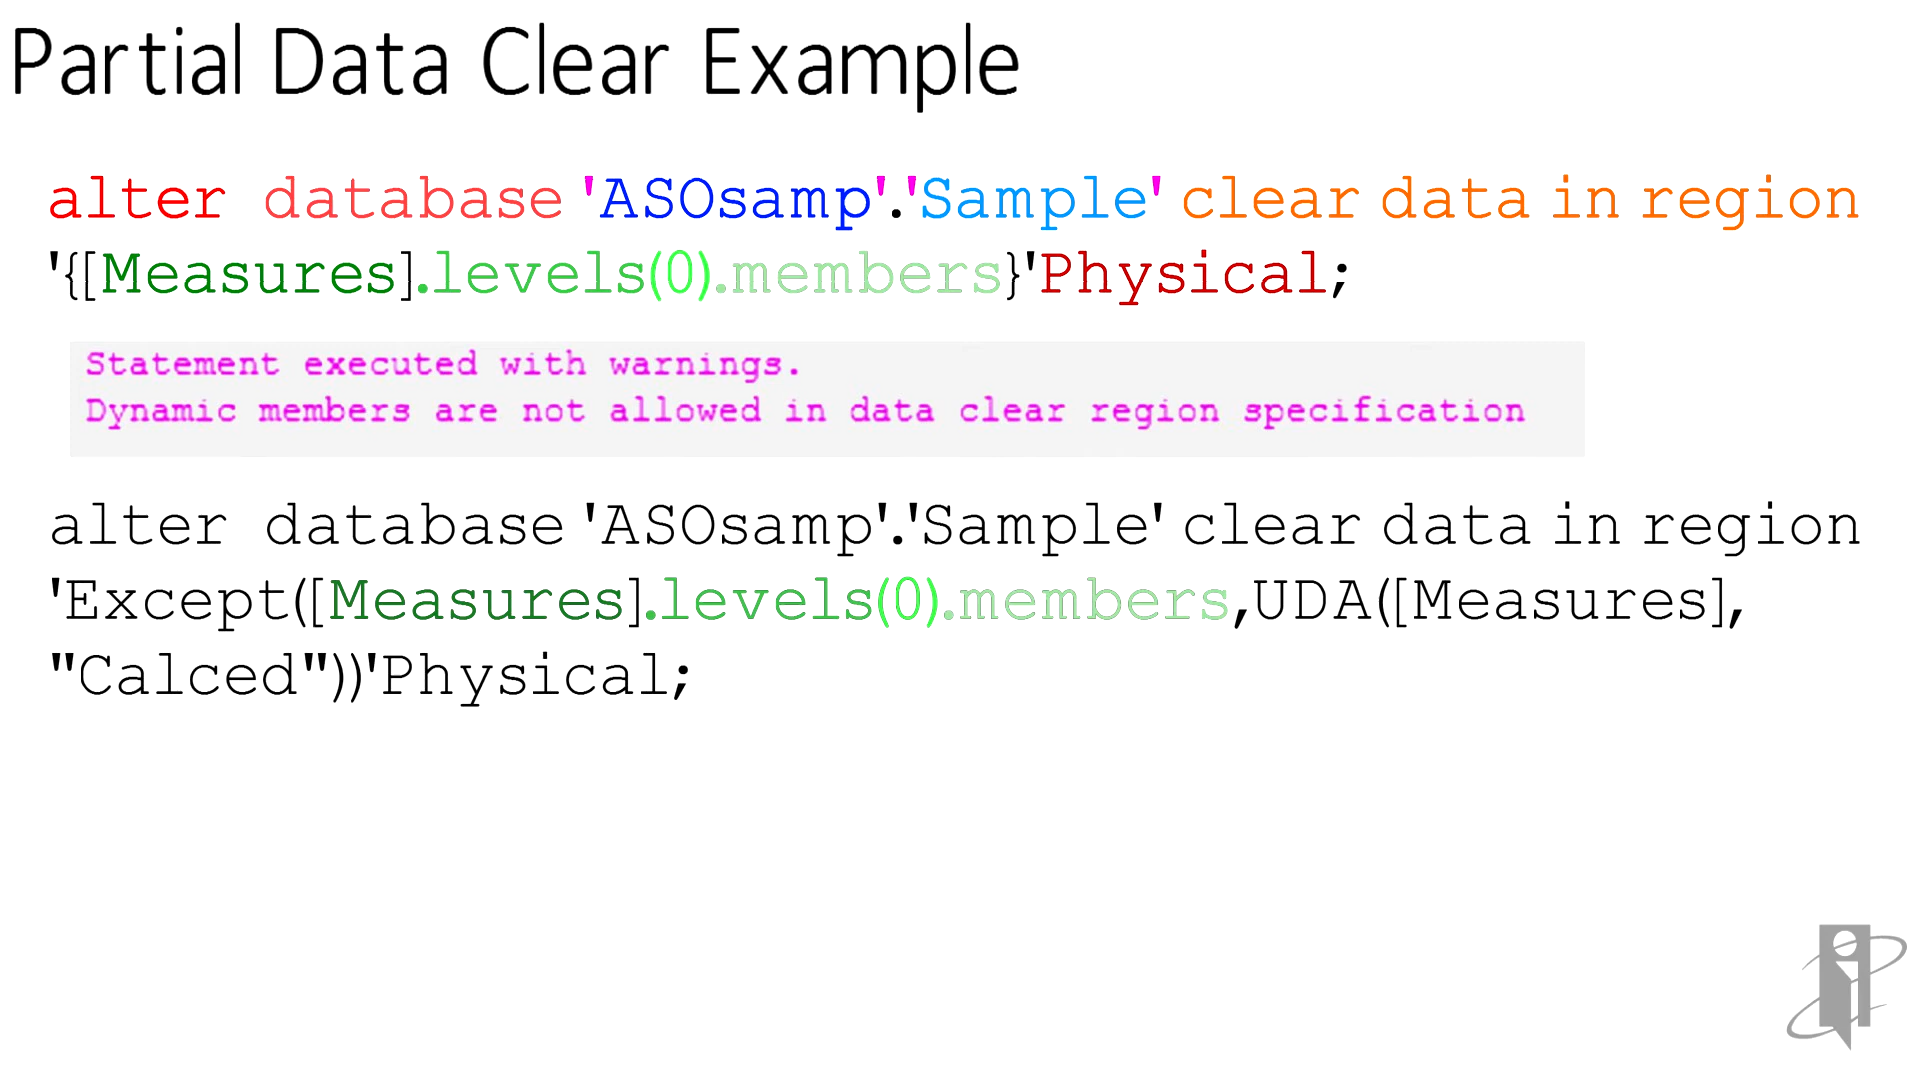 Partial Data Clear Example
alter database 'ASOsamp'.'Sample' clear data in region
'{[Measures].levels(0).members}'Physical;
Statement executed with warnings.
Dynamic members are not allowed in data clear region specification
alter database 'ASOsamp'.'Sample' clear data in region
'Except([Measures].levels(0).members,UDA([Measures],
"Calced"))'Physical;